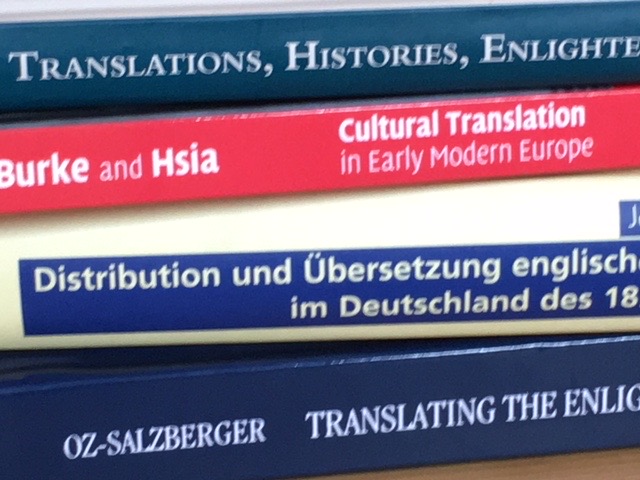 TRANSLATIONS, HISTORIES, ENLIGHTE
Burke and Hsia
Cultural Translation
in Early Modern Europe
J
Distribution und Übersetzung englisch
im Deutschland des 18
OZ-SALZBERGER TRANSLATING THE ENLIG